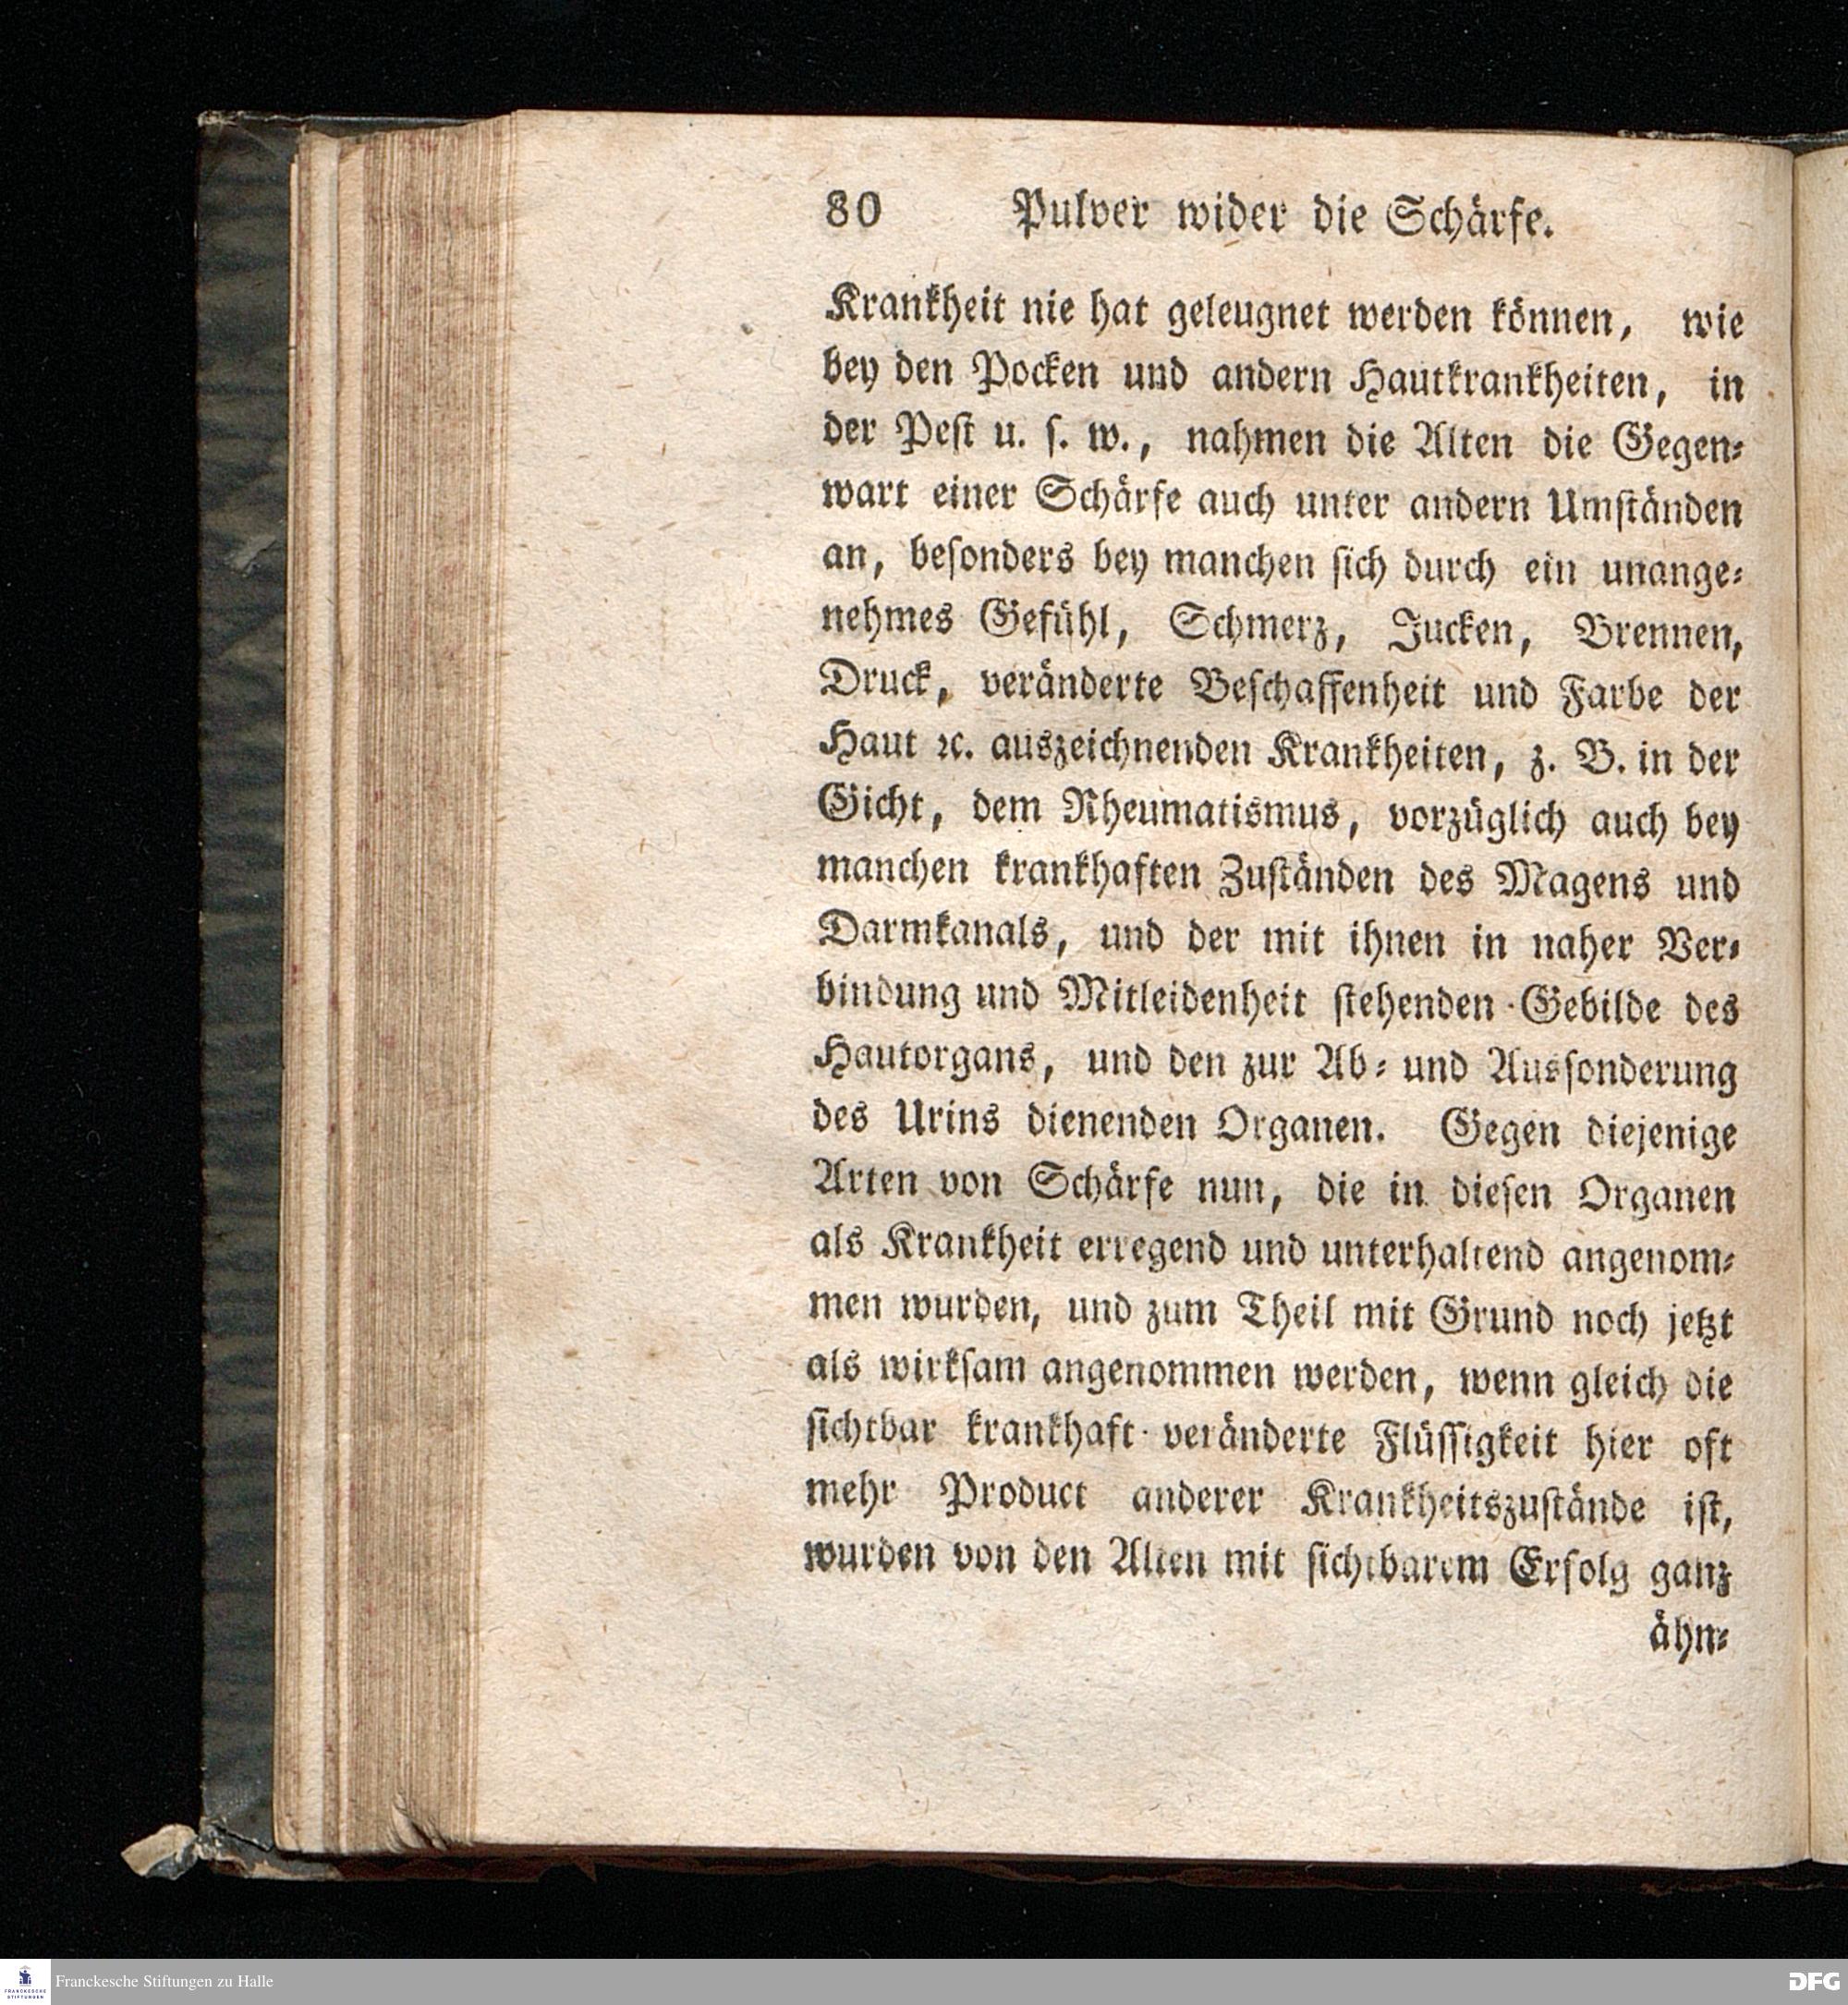 80 Pulver wider die Schärfe.
Krankheit nie hat geleugnet werden können, wie
bey den Pocken und andern Hautkrankheiten, in
der Peſt u. ſ. w., nahmen die Alten die Gegen⸗
wart einer Schärfe auch unter andern Umſtänden
an, beſonders bey manchen ſich durch ein unange⸗
nehmes Gefühl, Schmerz, Jucken, Brennen,
Druck, veränderte Beſchaffenheit und Farbe der
Haut ꝛc. auszeichnenden Krankheiten, z. B. in der
Gicht, dem Rheumatismus, vorzüglich auch bey
manchen krankhaften Zuſtänden des Magens und
Darmkanals, und der mit ihnen in naher Ver⸗
bindung und Mitleidenheit ſtehenden Gebilde des
Hautorgans, und den zur Ab⸗ und Ausſonderung
des Urins dienenden Organen. Gegen diejenige
Arten von Schärfe nun, die in dieſen Organen
als Krankheit erregend und unterhaltend angenom⸗
men wurden, und zum Theil mit Grund noch jetzt
als wirkſam angenommen werden, wenn gleich die
ſichtbar krankhaft veränderte Flüſſigkeit hier oft
mehr Product anderer Krankheitszuſtände iſt,
wurden von den Alten mit ſichtbarem Erfolg ganz
ähn⸗
FRANCKESCHE
STIFTUNGEN
Franckesche Stiftungen zu Halle
DFG